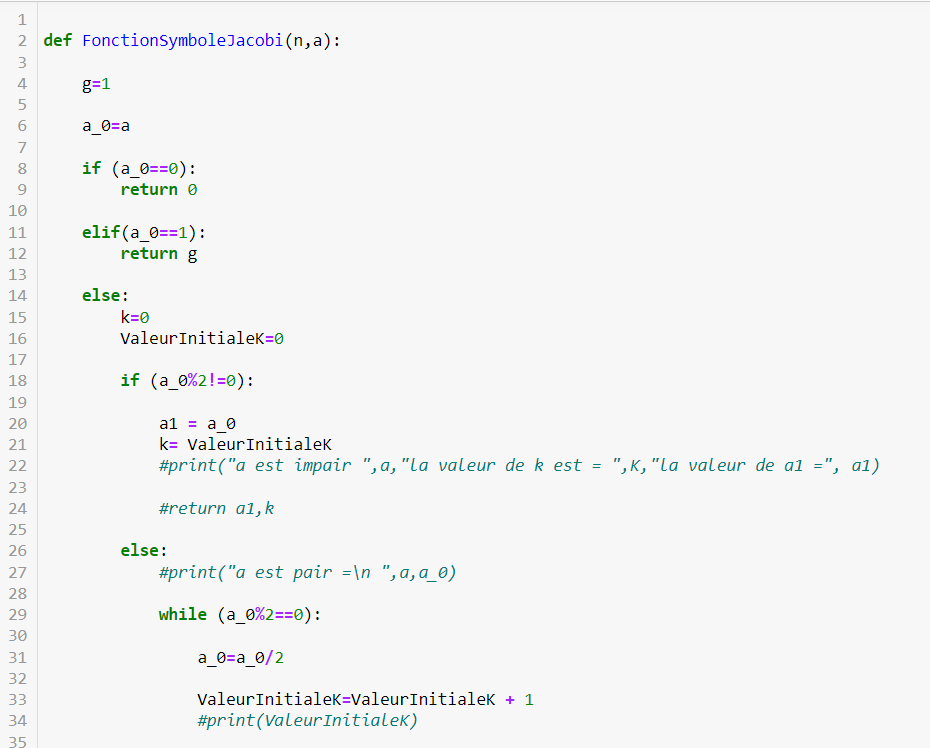 1
2 def FonctionSymboleJacobi(n,a):
3
4     g=1
5
6     a_0=a
7
8     if (a_0==0):
9         return 0
10
11     elif(a_0==1):
12         return g
13
14     else:
15         k=0
16         ValeurInitialeK=0
17
18         if (a_0%2!=0):
19
20             a1 = a_0
21             k= ValeurInitialeK
22             #print("a est impair ",a,"la valeur de k est = ",K,"la valeur de a1 =", a1)
23
24             #return a1,k
25
26         else:
27             #print("a est pair =\n ",a,a_0)
28
29             while (a_0%2==0):
30
31                 a_0=a_0/2
32
33                 ValeurInitialeK=ValeurInitialeK + 1
34                 #print(ValeurInitialeK)
35